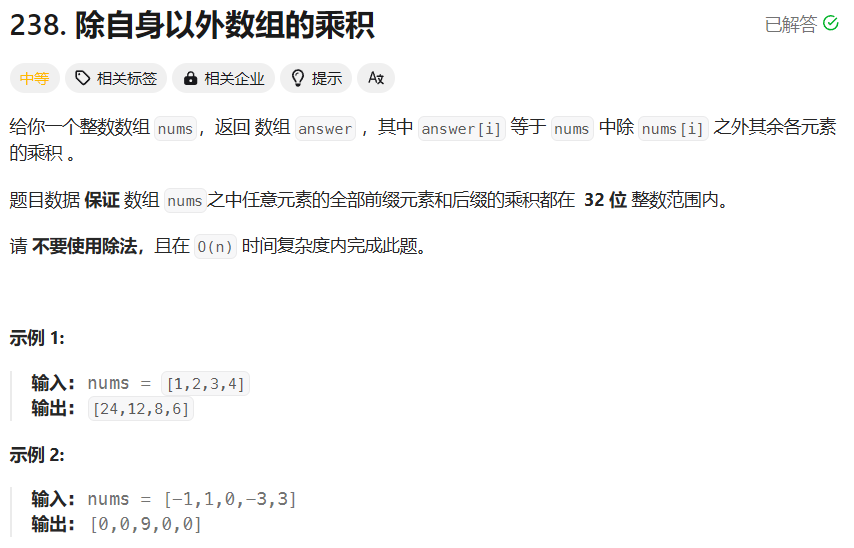 238. 除自身以外数组的乘积
已解答
中等 相关标签 相关企业 提示
给你一个整数数组 nums，返回 数组 answer ，其中 answer[i] 等于 nums 中除 nums[i] 之外其余各元素
的乘积 。
题目数据 保证 数组 nums之中任意元素的全部前缀元素和后缀的乘积都在 32 位 整数范围内。
请 不要使用除法，且在 O(n) 时间复杂度内完成此题。
示例 1:
输入: nums = [1,2,3,4]
输出: [24,12,8,6]
示例 2:
输入: nums = [-1,1,0,-3,3]
输出: [0,0,9,0,0]